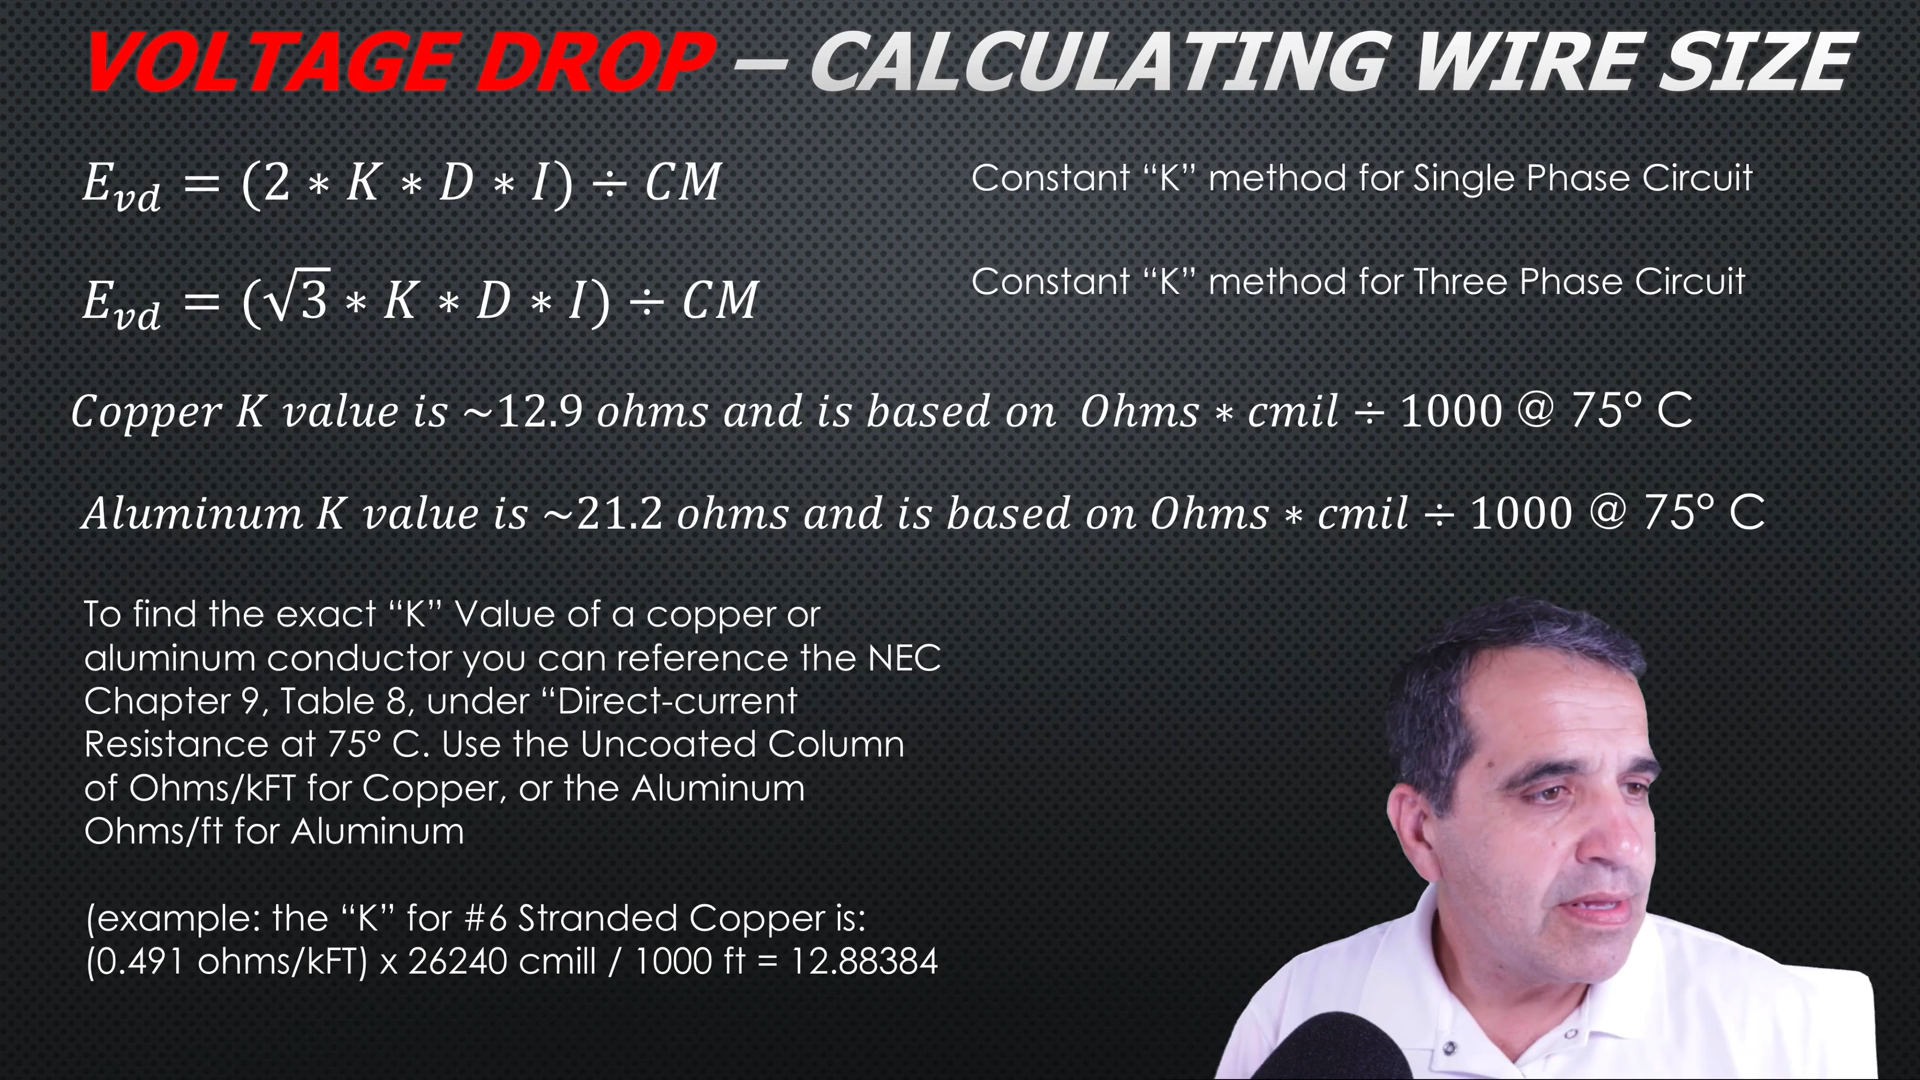 VOLTAGE DROP – CALCULATING WIRE SIZE
E_vd = (2 * K * D * I) ÷ CM
Constant “K” method for Single Phase Circuit
E_vd = (√3 * K * D * I) ÷ CM
Constant “K” method for Three Phase Circuit
Copper K value is ~12.9 ohms and is based on Ohms * cmil ÷ 1000 @ 75° C
Aluminum K value is ~21.2 ohms and is based on Ohms * cmil ÷ 1000 @ 75° C
To find the exact “K” Value of a copper or
aluminum conductor you can reference the NEC
Chapter 9, Table 8, under “Direct-current
Resistance at 75° C. Use the Uncoated Column
of Ohms/kFT for Copper, or the Aluminum
Ohms/ft for Aluminum
(example: the “K” for #6 Stranded Copper is:
(0.491 ohms/kFT) x 26240 cmill / 1000 ft = 12.88384